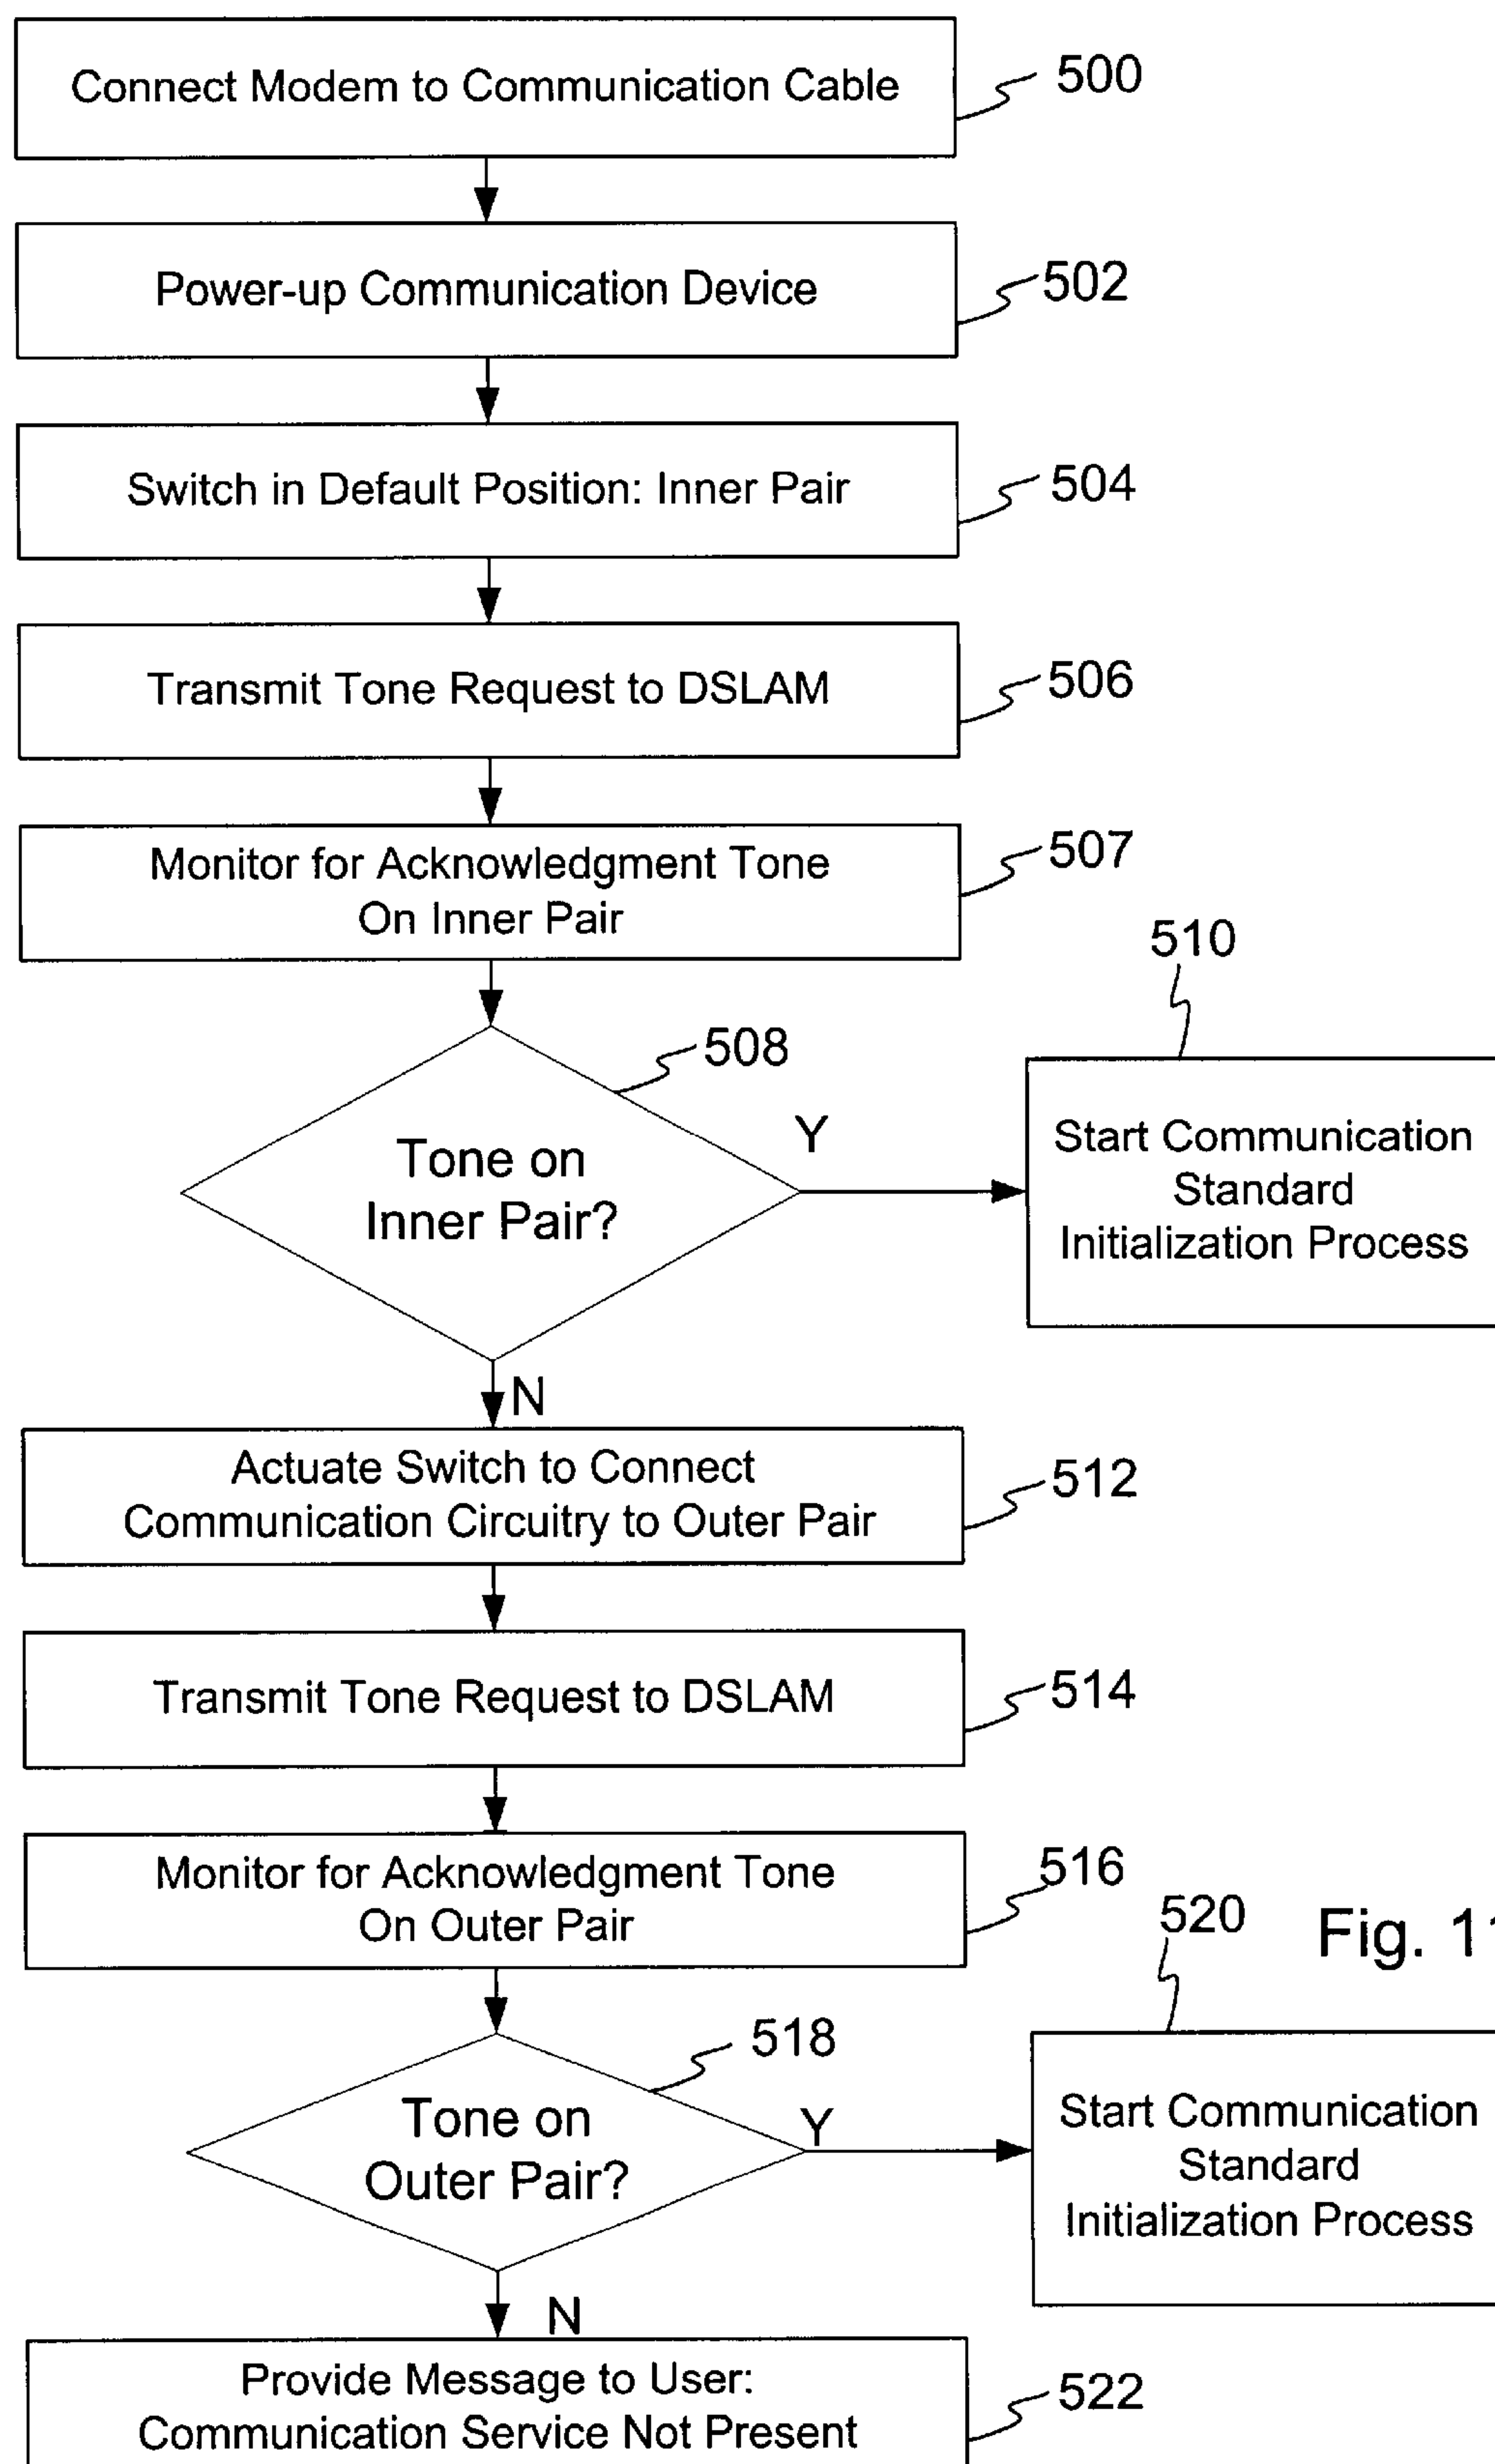 Connect Modem to Communication Cable
500
Power-up Communication Device
502
Switch in Default Position: Inner Pair
504
Transmit Tone Request to DSLAM
506
Monitor for Acknowledgment Tone
On Inner Pair
507
508
Tone on
Inner Pair?
Y
510
Start Communication
Standard
Initialization Process
N
Actuate Switch to Connect
Communication Circuitry to Outer Pair
512
Transmit Tone Request to DSLAM
514
Monitor for Acknowledgment Tone
On Outer Pair
516
Fig. 11
518
Tone on
Outer Pair?
Y
520
Start Communication
Standard
Initialization Process
N
Provide Message to User:
Communication Service Not Present
522